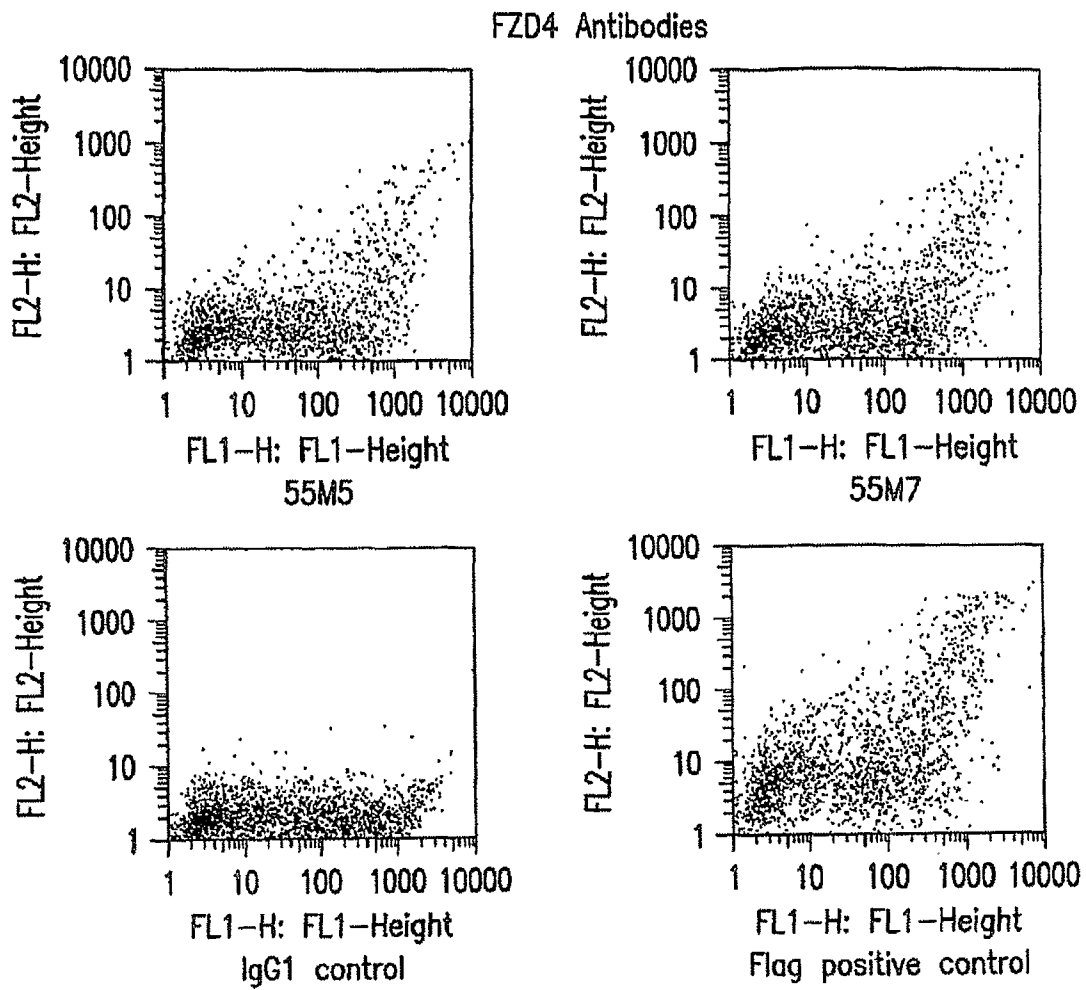 FZD4 Antibodies
FL2-H: FL2-Height
10000
1000
100
10
1
1 10 100 1000 10000
FL1-H: FL1-Height
55M5
FL2-H: FL2-Height
10000
1000
100
10
1
1 10 100 1000 10000
FL1-H: FL1-Height
55M7
FL2-H: FL2-Height
10000
1000
100
10
1
1 10 100 1000 10000
FL1-H: FL1-Height
IgG1 control
FL2-H: FL2-Height
10000
1000
100
10
1
1 10 100 1000 10000
FL1-H: FL1-Height
Flag positive control